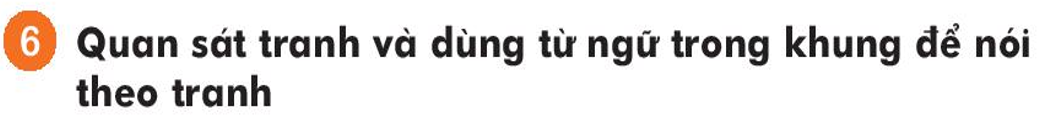 6 Quan sát tranh và dùng từ ngữ trong khung để nói
theo tranh